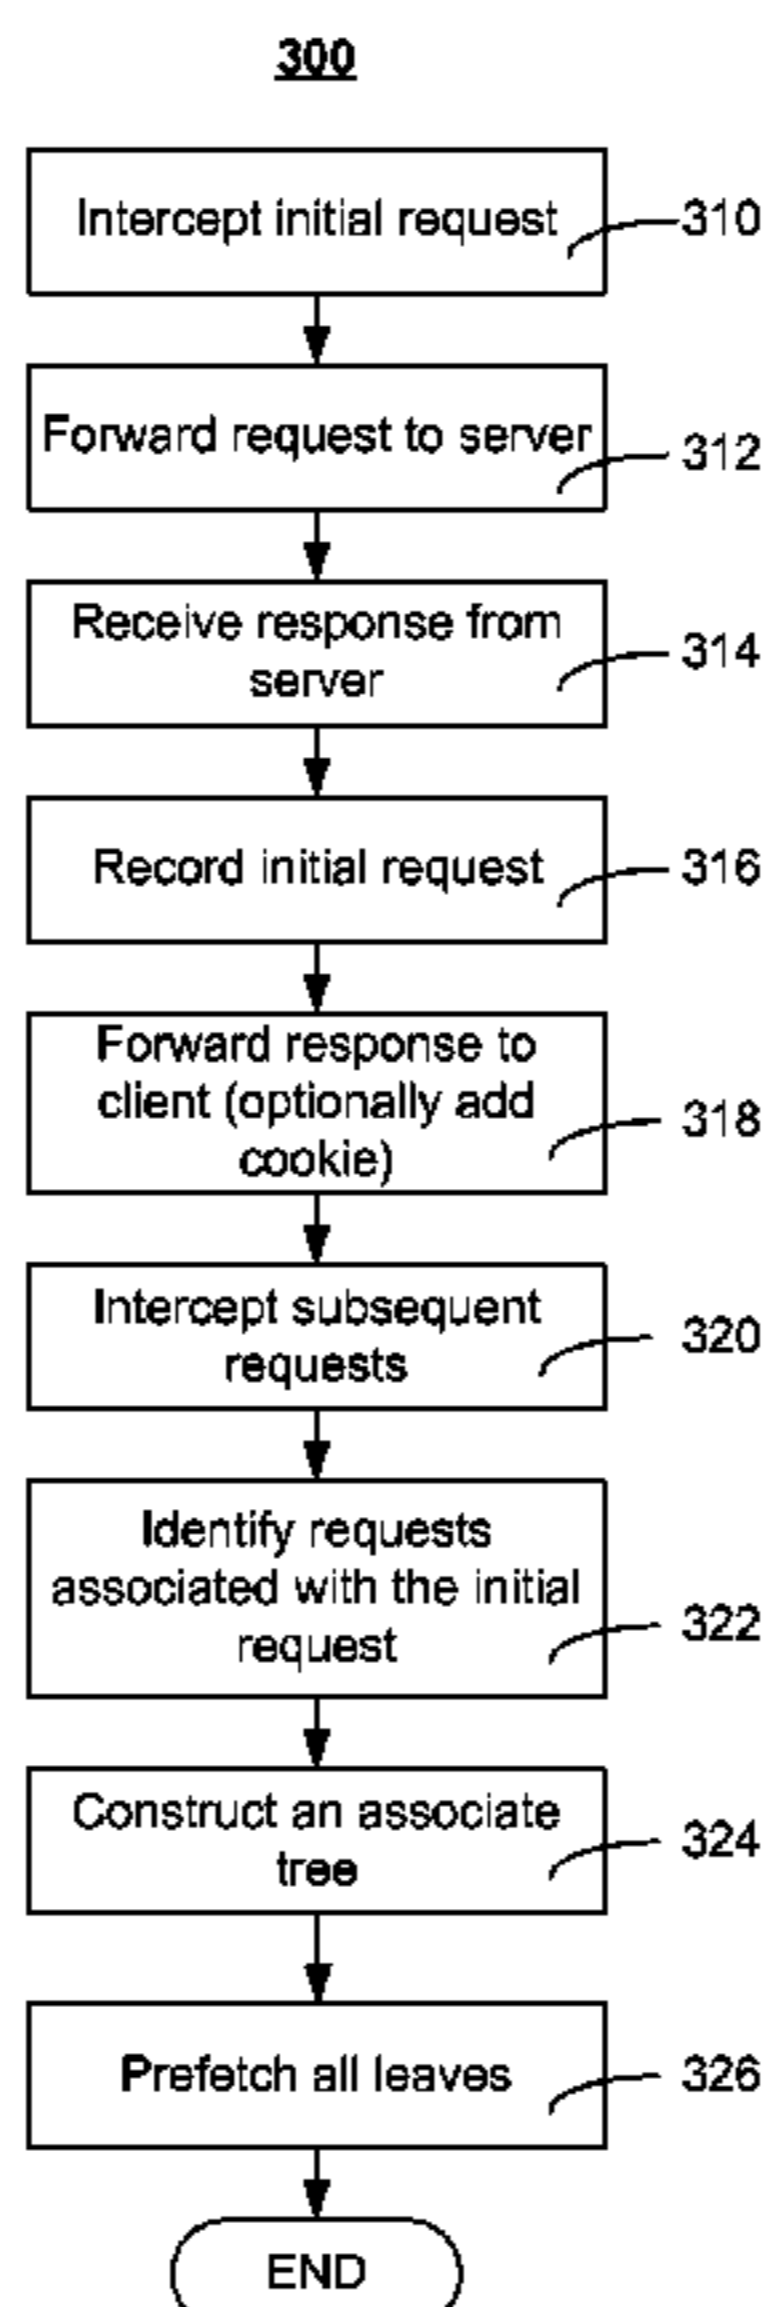 300
Intercept initial request
310
Forward request to server
312
Receive response from
server
314
Record initial request
316
Forward response to
client (optionally add
cookie)
318
Intercept subsequent
requests
320
Identify requests
associated with the initial
request
322
Construct an associate
tree
324
Prefetch all leaves
326
END